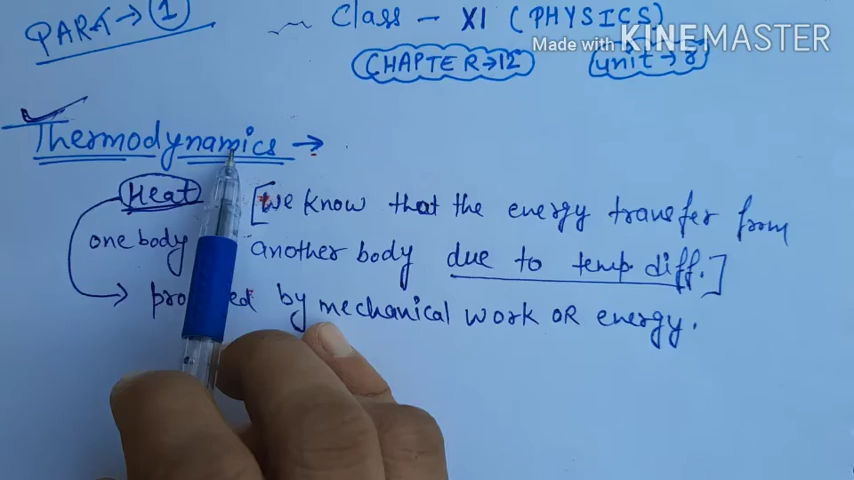 PART → 1
Class - XI (PHYSICS)
Made with KINEMASTER
CHAPTER→12 unit→8
Thermodynamics →
Heat [we know that the energy transfer from
one body another body due to temp diff.]
→ by mechanical work OR energy.